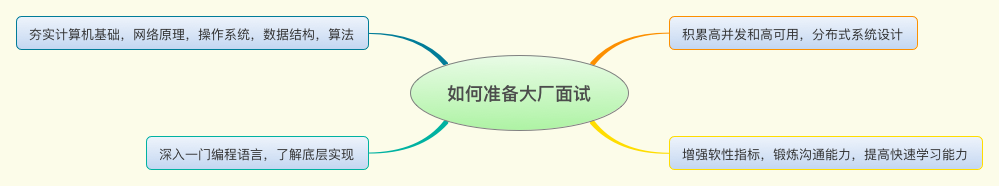 夯实计算机基础，网络原理，操作系统，数据结构，算法
积累高并发和高可用，分布式系统设计
如何准备大厂面试
深入一门编程语言，了解底层实现
增强软性指标，锻炼沟通能力，提高快速学习能力